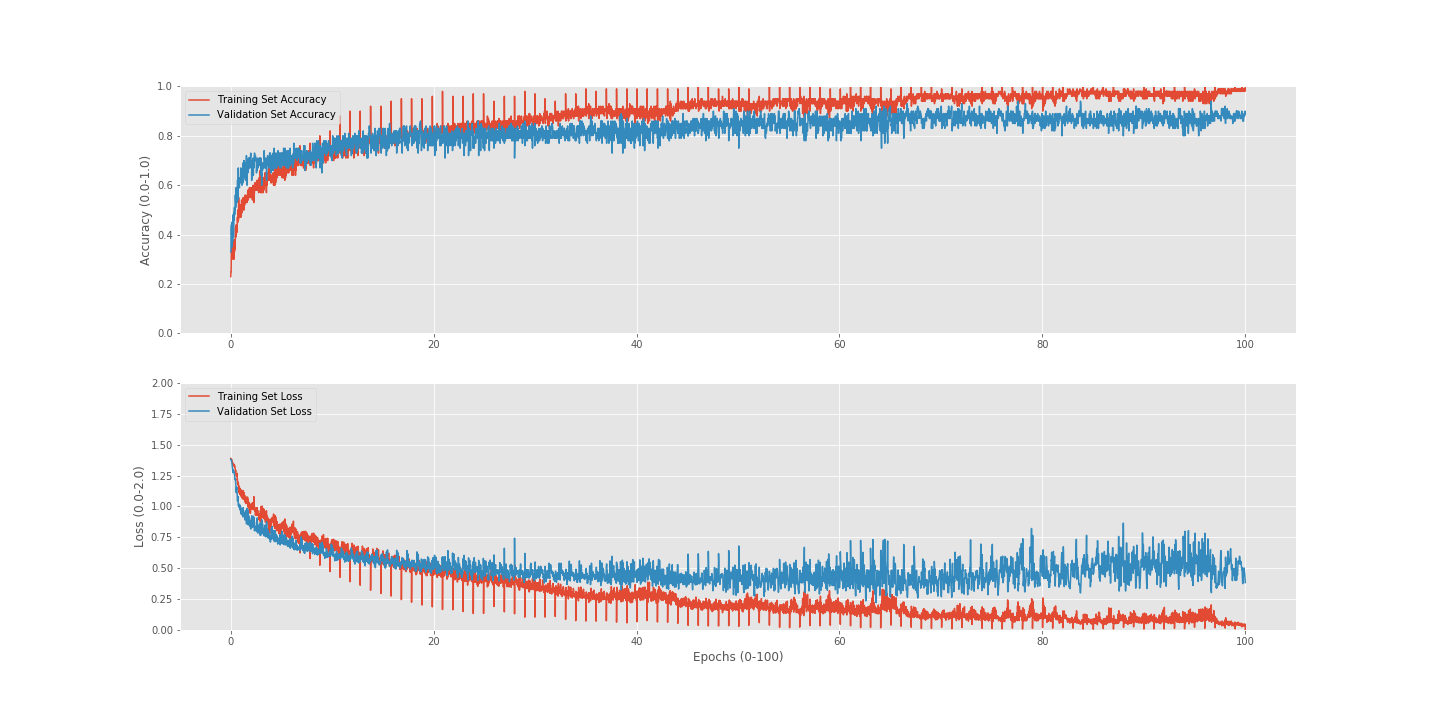 Training Set Accuracy
Validation Set Accuracy
Accuracy (0.0-1.0)
1.0
0.8
0.6
0.4
0.2
0.0
0 20 40 60 80 100
Training Set Loss
Validation Set Loss
Loss (0.0-2.0)
2.00
1.75
1.50
1.25
1.00
0.75
0.50
0.25
0.00
0 20 40 60 80 100
Epochs (0-100)